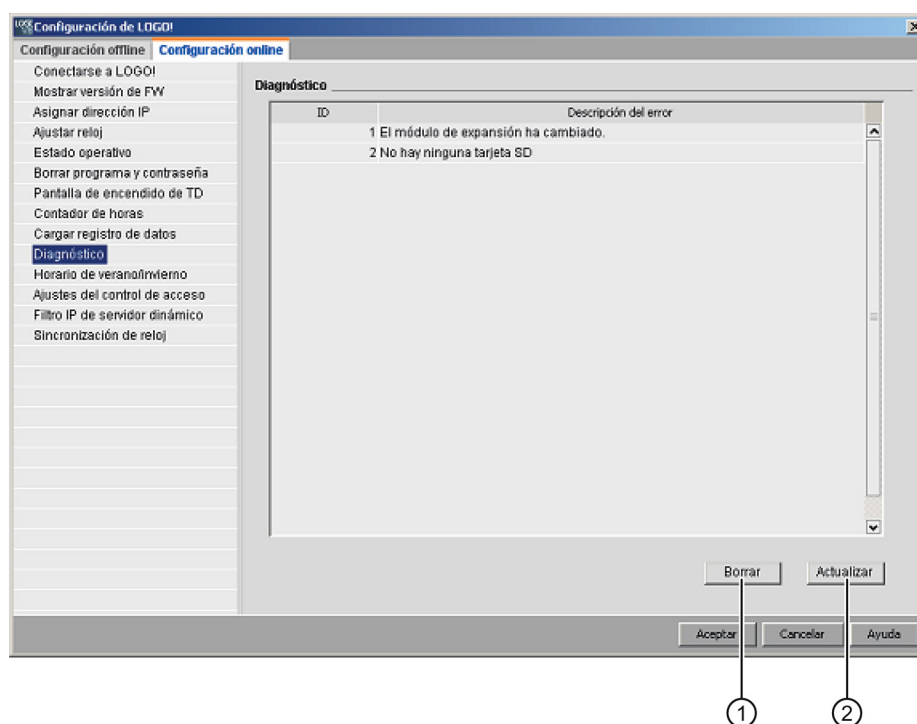 LOGO Configuración de LOGO!
Configuración offline Configuración online
Conectarse a LOGO!
Mostrar versión de FW
Asignar dirección IP
Ajustar reloj
Estado operativo
Borrar programa y contraseña
Pantalla de encendido de TD
Contador de horas
Cargar registro de datos
Diagnóstico
Horario de verano/invierno
Ajustes del control de acceso
Filtro IP de servidor dinámico
Sincronización de reloj
Diagnóstico
ID Descripción del error
1 El módulo de expansión ha cambiado.
2 No hay ninguna tarjeta SD
Borrar Actualizar
Aceptar Cancelar Ayuda
1 2